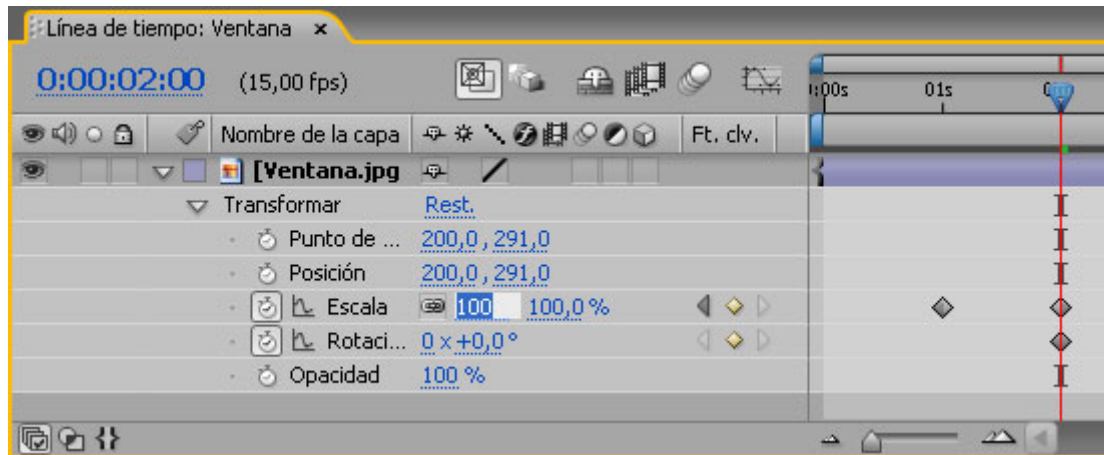 Línea de tiempo: Ventana x
0:00:02:00 (15,00 fps)
01s
Nombre de la capa Ft. clv.
[Ventana.jpg
Transformar Rest.
Punto de ... 200,0 , 291,0
Posición 200,0 , 291,0
Escala 100 100,0 %
Rotaci... 0 x +0,0 °
Opacidad 100 %